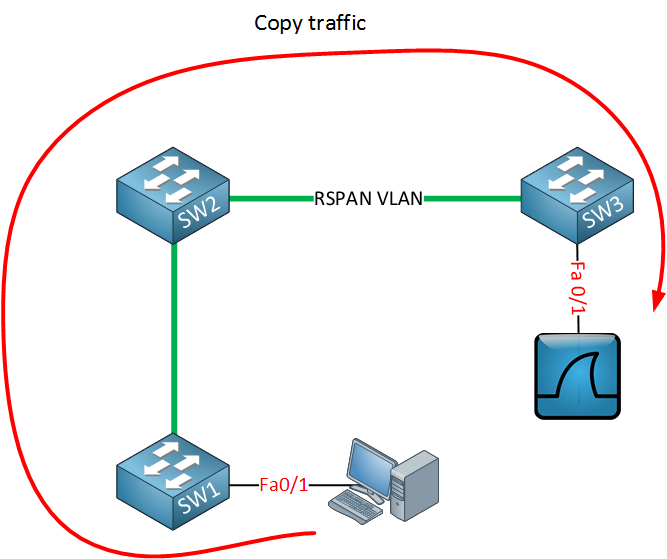 Copy traffic
SW2
RSPAN VLAN
SW3
Fa 0/1
SW1
Fa0/1